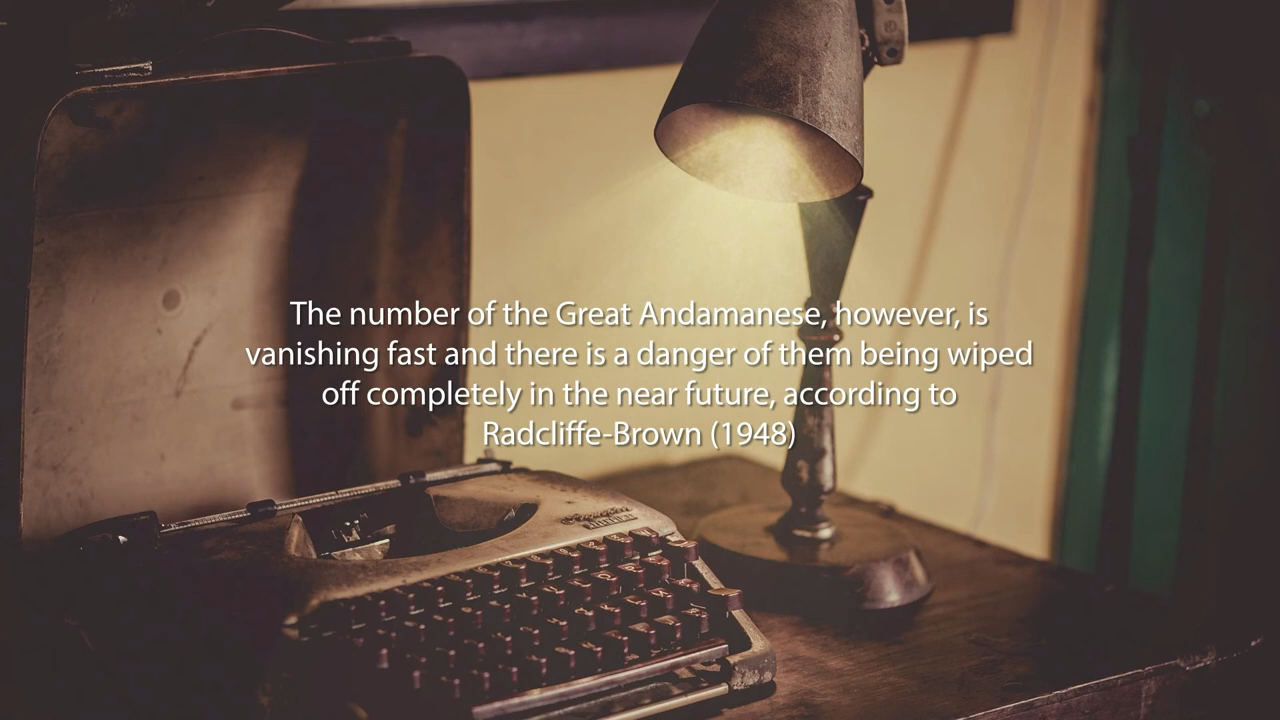 The number of the Great Andamanese, however, is
vanishing fast and there is a danger of them being wiped
off completely in the near future, according to
Radcliffe-Brown (1948)